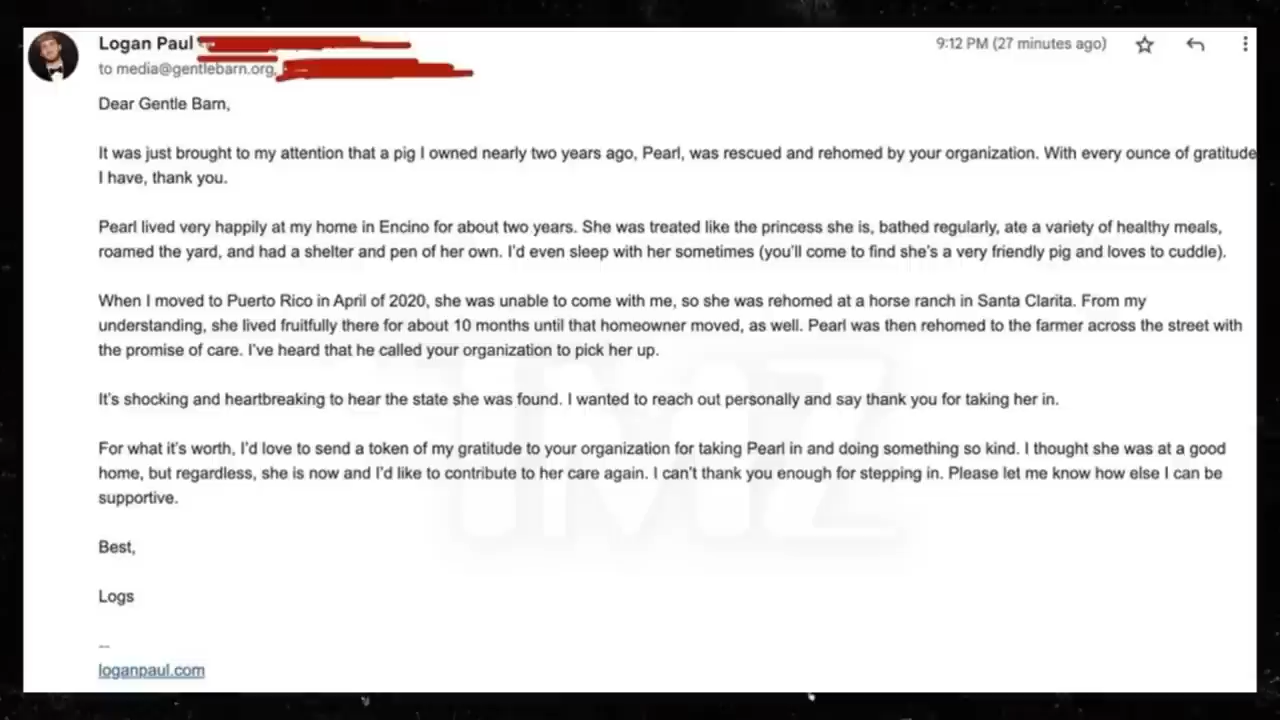 Logan Paul
9:12 PM (27 minutes ago)
to media@gentlebarn.org,
Dear Gentle Barn,
It was just brought to my attention that a pig I owned nearly two years ago, Pearl, was rescued and rehomed by your organization. With every ounce of gratitude
I have, thank you.
Pearl lived very happily at my home in Encino for about two years. She was treated like the princess she is, bathed regularly, ate a variety of healthy meals,
roamed the yard, and had a shelter and pen of her own. I'd even sleep with her sometimes (you'll come to find she's a very friendly pig and loves to cuddle).
When I moved to Puerto Rico in April of 2020, she was unable to come with me, so she was rehomed at a horse ranch in Santa Clarita. From my
understanding, she lived fruitfully there for about 10 months until that homeowner moved, as well. Pearl was then rehomed to the farmer across the street with
the promise of care. I've heard that he called your organization to pick her up.
It's shocking and heartbreaking to hear the state she was found. I wanted to reach out personally and say thank you for taking her in.
For what it's worth, I'd love to send a token of my gratitude to your organization for taking Pearl in and doing something so kind. I thought she was at a good
home, but regardless, she is now and I'd like to contribute to her care again. I can't thank you enough for stepping in. Please let me know how else I can be
supportive.
Best,
Logs
--
loganpaul.com
TMZ